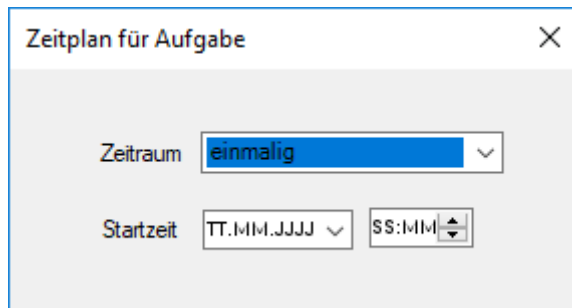 Zeitplan für Aufgabe
Zeitraum einmalig
Startzeit TT.MM.JJJJ SS:MM